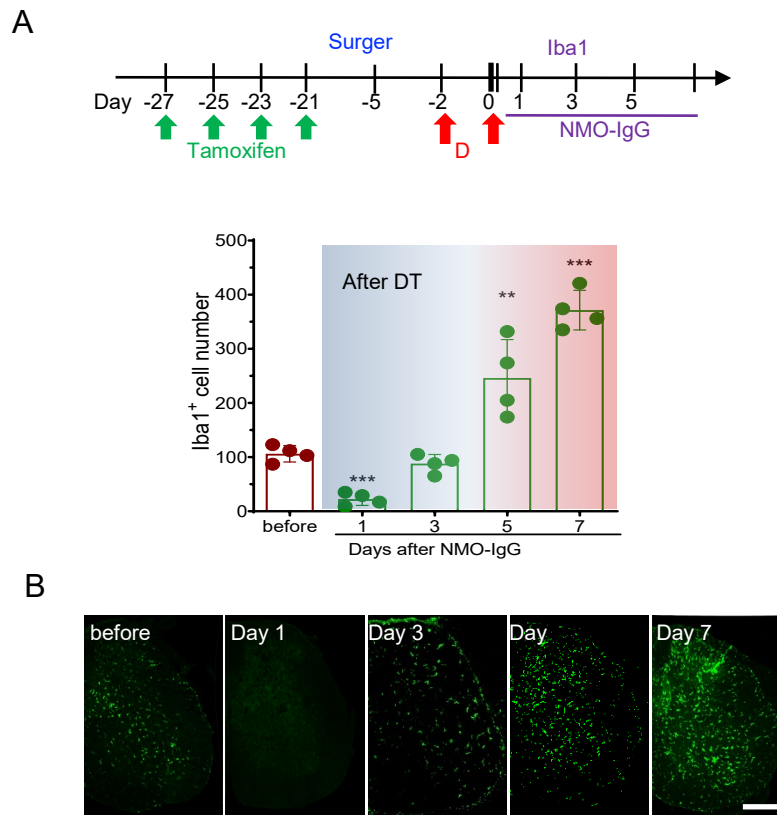 A
Surger
Iba1
Day -27 -25 -23 -21 -5 -2 0 1 3 5
Tamoxifen D NMO-IgG
Iba1+ cell number
500
400
300
200
100
0
After DT
***
**
***
before 1 3 5 7
Days after NMO-IgG
B
before Day 1 Day 3 Day Day 7